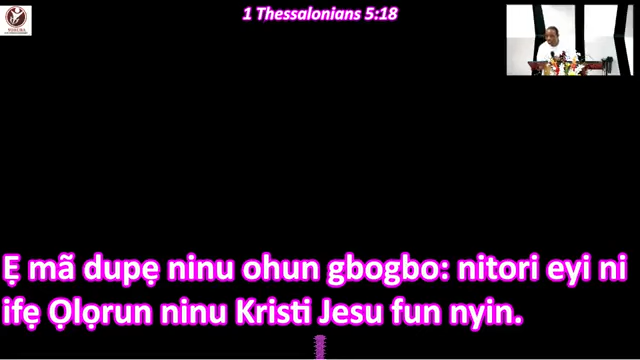 1 Thessalonians 5:18
Ẹ mã dupẹ ninu ohun gbogbo: nitori eyi ni
ifẹ Ọlọrun ninu Kristi Jesu fun nyin.